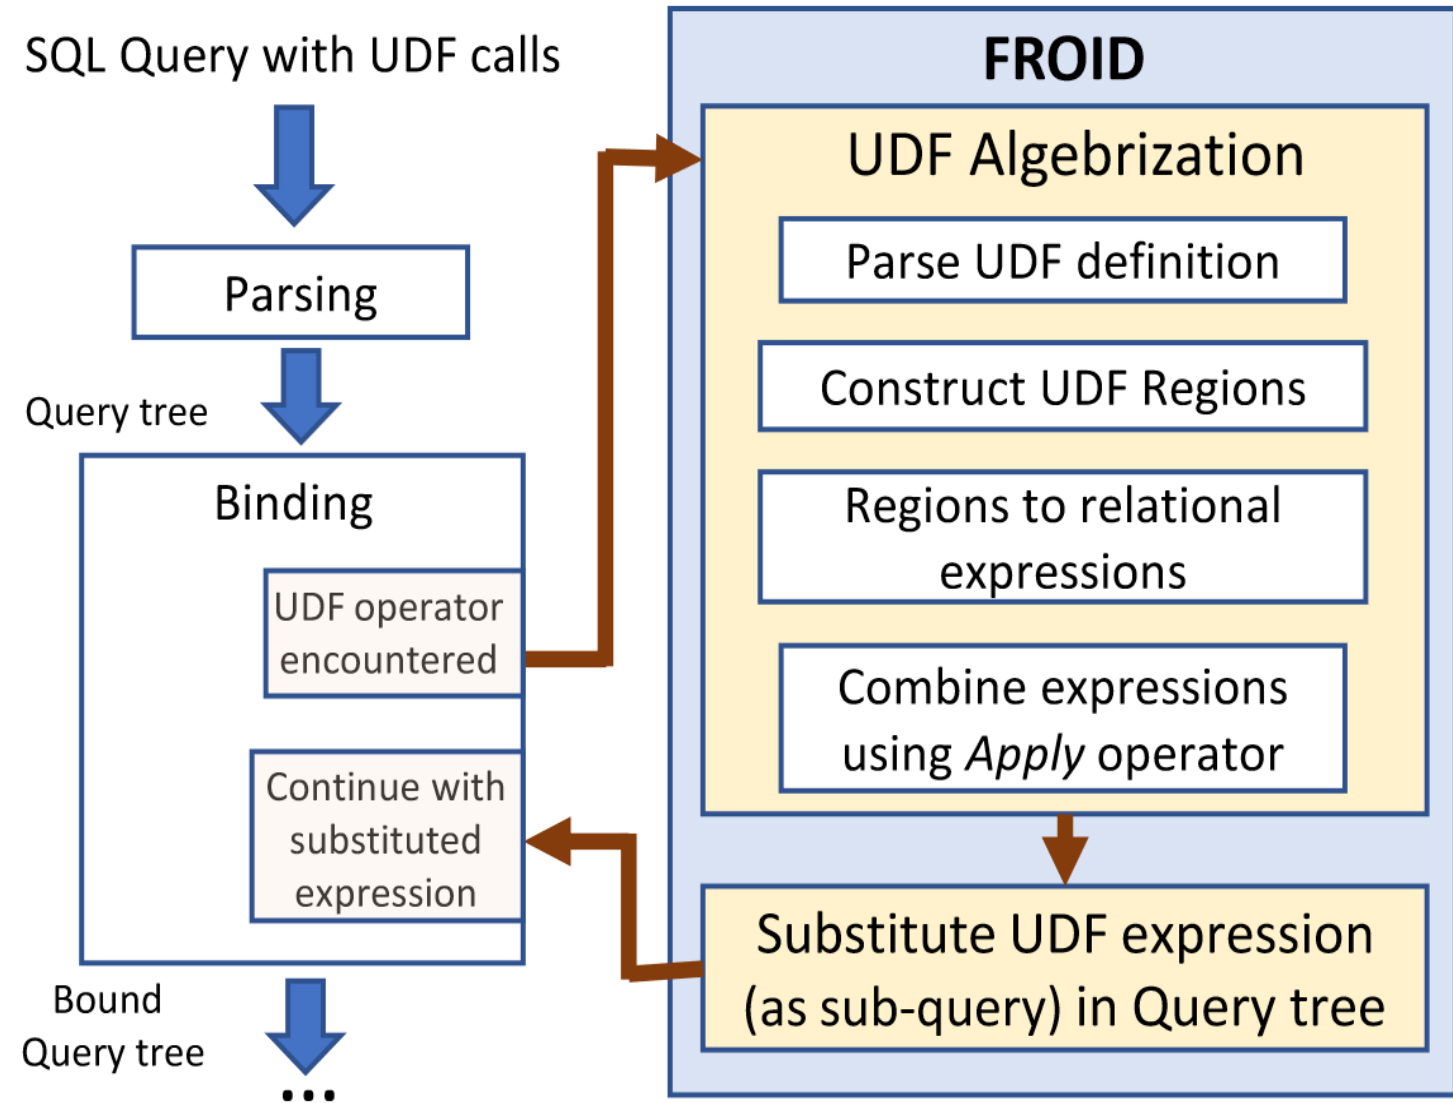 SQL Query with UDF calls
Parsing
Query tree
Binding
UDF operator
encountered
Continue with
substituted
expression
Bound
Query tree
...
FROID
UDF Algebrization
Parse UDF definition
Construct UDF Regions
Regions to relational
expressions
Combine expressions
using Apply operator
Substitute UDF expression
(as sub-query) in Query tree